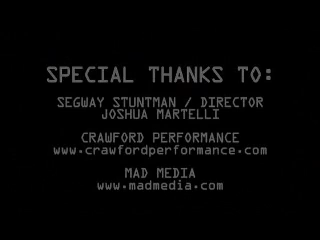 SPECIAL THANKS TO:
SEGWAY STUNTMAN / DIRECTOR
JOSHUA MARTELLI
CRAWFORD PERFORMANCE
www.crawfordperformance.com
MAD MEDIA
www.madmedia.com